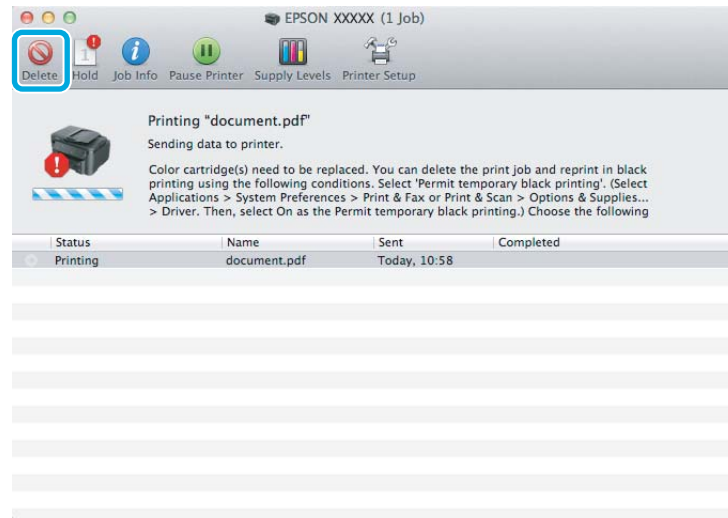 EPSON XXXXX (1 Job)
1
Delete Hold Job Info Pause Printer Supply Levels Printer Setup
Printing “document.pdf”
Sending data to printer.
Color cartridge(s) need to be replaced. You can delete the print job and reprint in black
printing using the following conditions. Select 'Permit temporary black printing'. (Select
Applications > System Preferences > Print & Fax or Print & Scan > Options & Supplies...
> Driver. Then, select On as the Permit temporary black printing.) Choose the following
Status Name Sent Completed
Printing document.pdf Today, 10:58